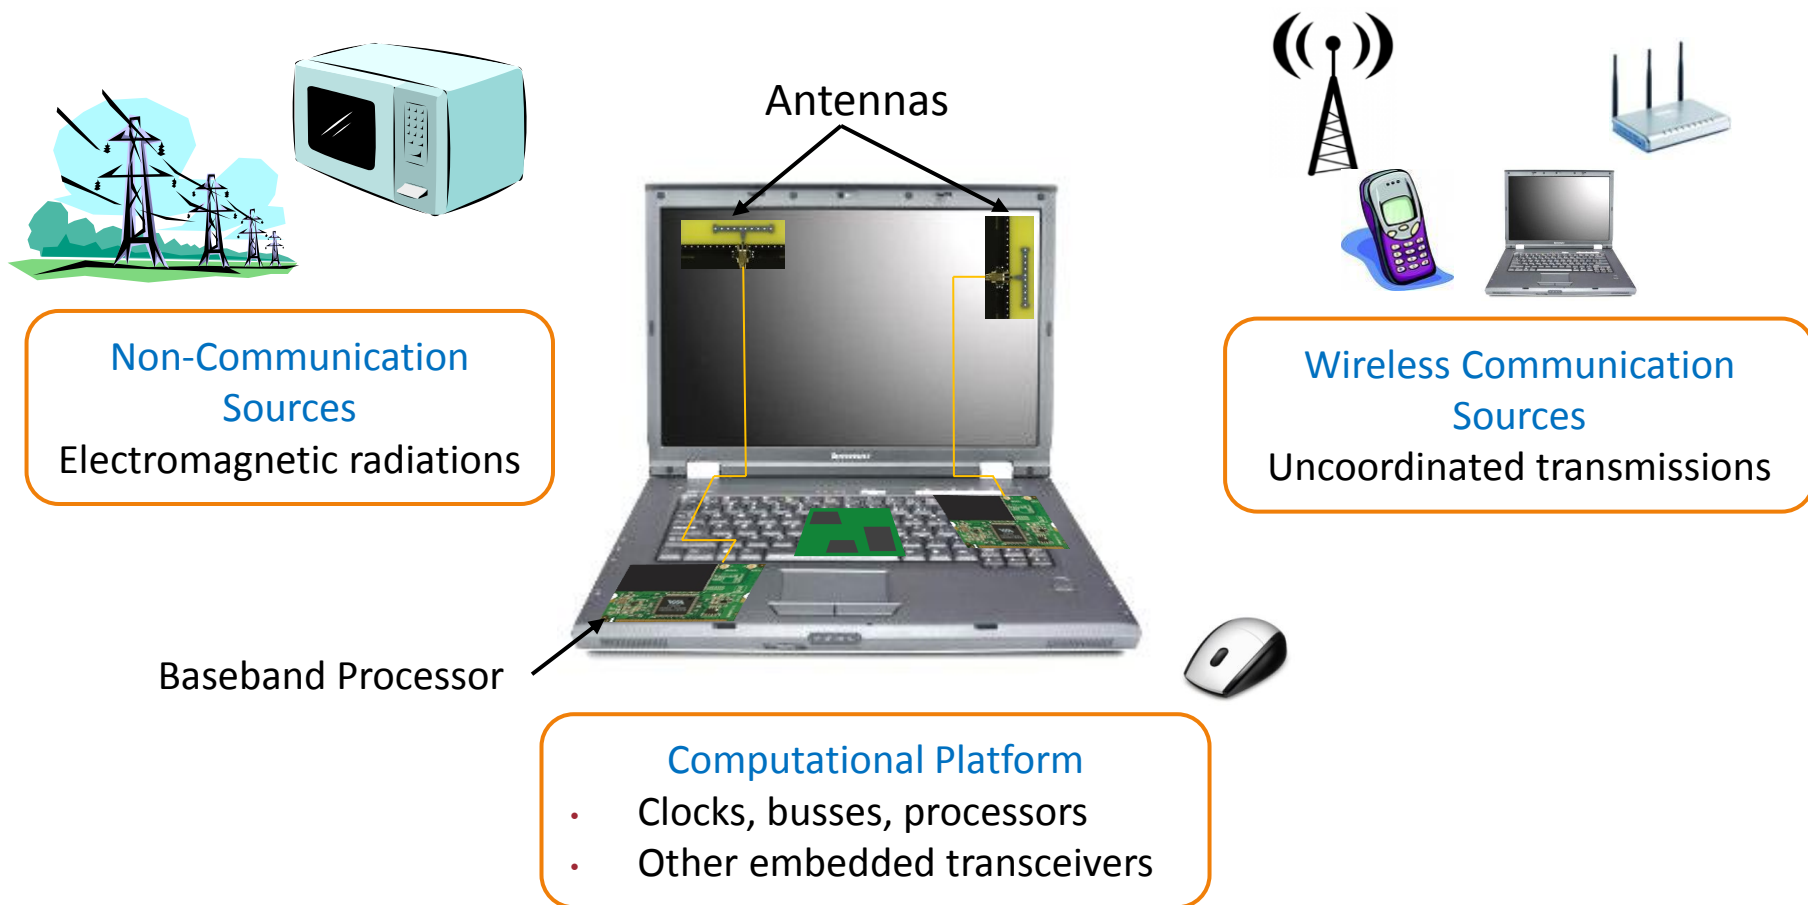 Antennas
Non-Communication
Sources
Electromagnetic radiations
Wireless Communication
Sources
Uncoordinated transmissions
Baseband Processor
Computational Platform
• Clocks, busses, processors
• Other embedded transceivers